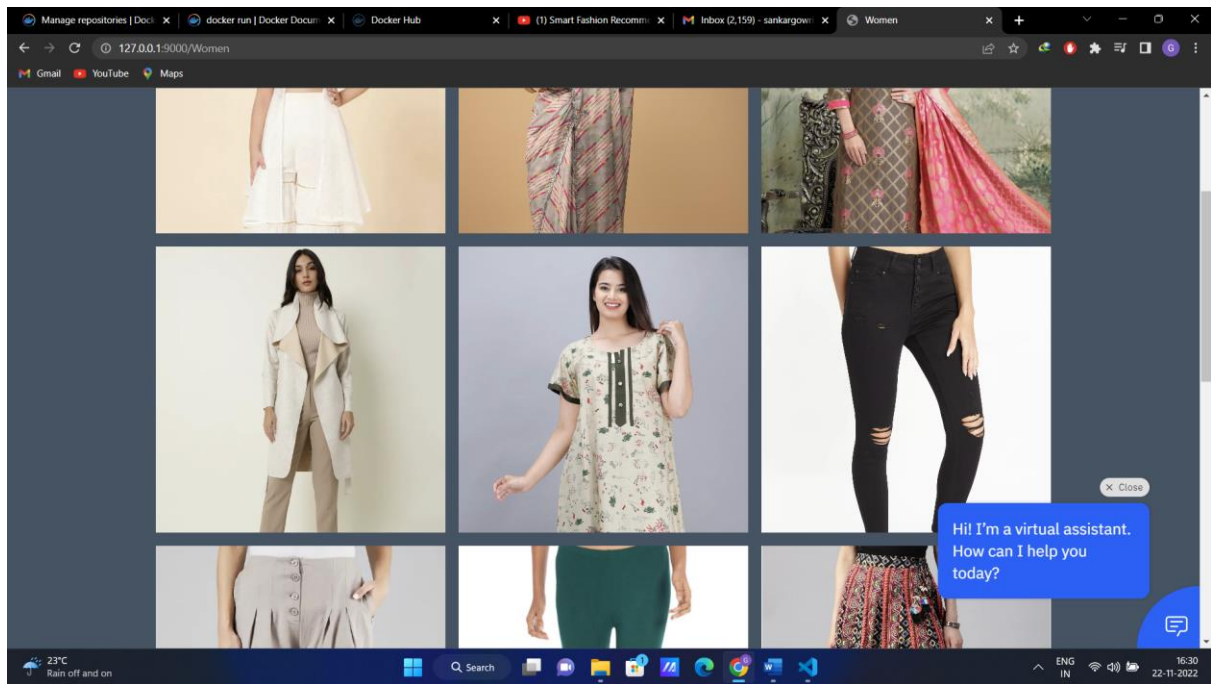 Manage repositories | Dock
docker run | Docker Docum
Docker Hub
(1) Smart Fashion Recomme
Inbox (2,159) - sankargowri
Women
127.0.0.1:9000/Women
G
Gmail
YouTube
Maps
Close
Hi! I'm a virtual assistant.
How can I help you
today?
23°C
Rain off and on
Search
ENG
IN
16:30
22-11-2022